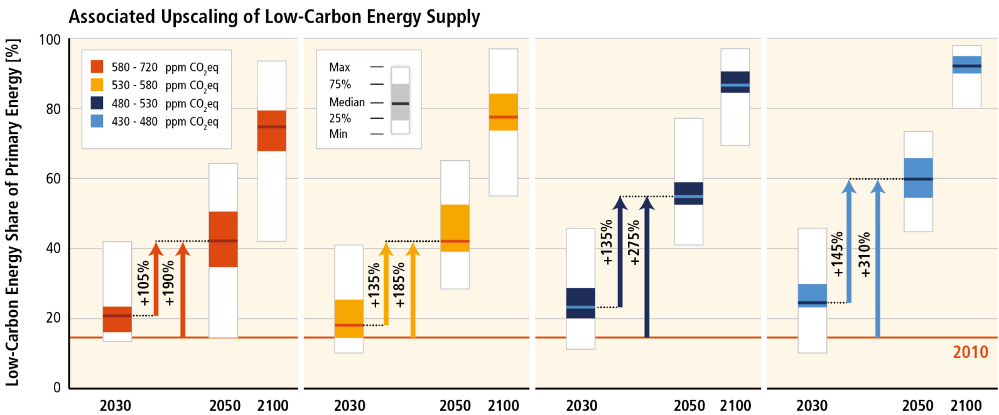 Associated Upscaling of Low-Carbon Energy Supply
Low-Carbon Energy Share of Primary Energy [%]
100
80
60
40
20
0
580 - 720 ppm CO₂eq
530 - 580 ppm CO₂eq
480 - 530 ppm CO₂eq
430 - 480 ppm CO₂eq
Max
75%
Median
25%
Min
+105%
+190%
+135%
+185%
+135%
+275%
+145%
+310%
2010
2030 2050 2100 2030 2050 2100 2030 2050 2100 2030 2050 2100